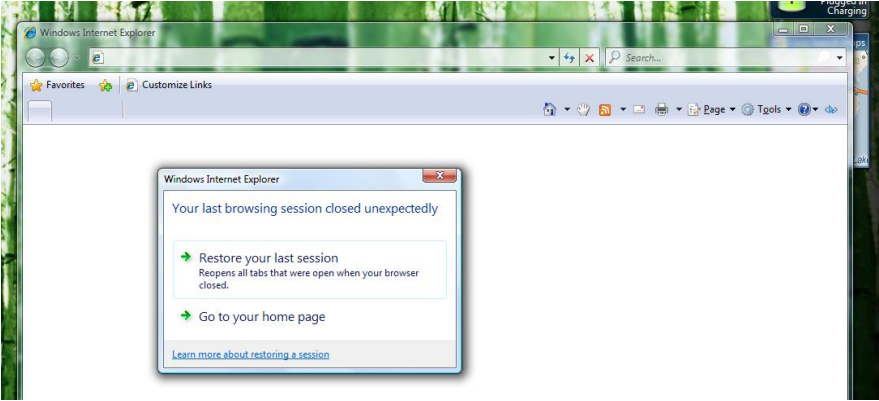 Plugged in
Charging
Windows Internet Explorer
Search...
Favorites
Customize Links
Page
Tools
Windows Internet Explorer
Your last browsing session closed unexpectedly
Restore your last session
Reopens all tabs that were open when your browser
closed.
Go to your home page
Learn more about restoring a session